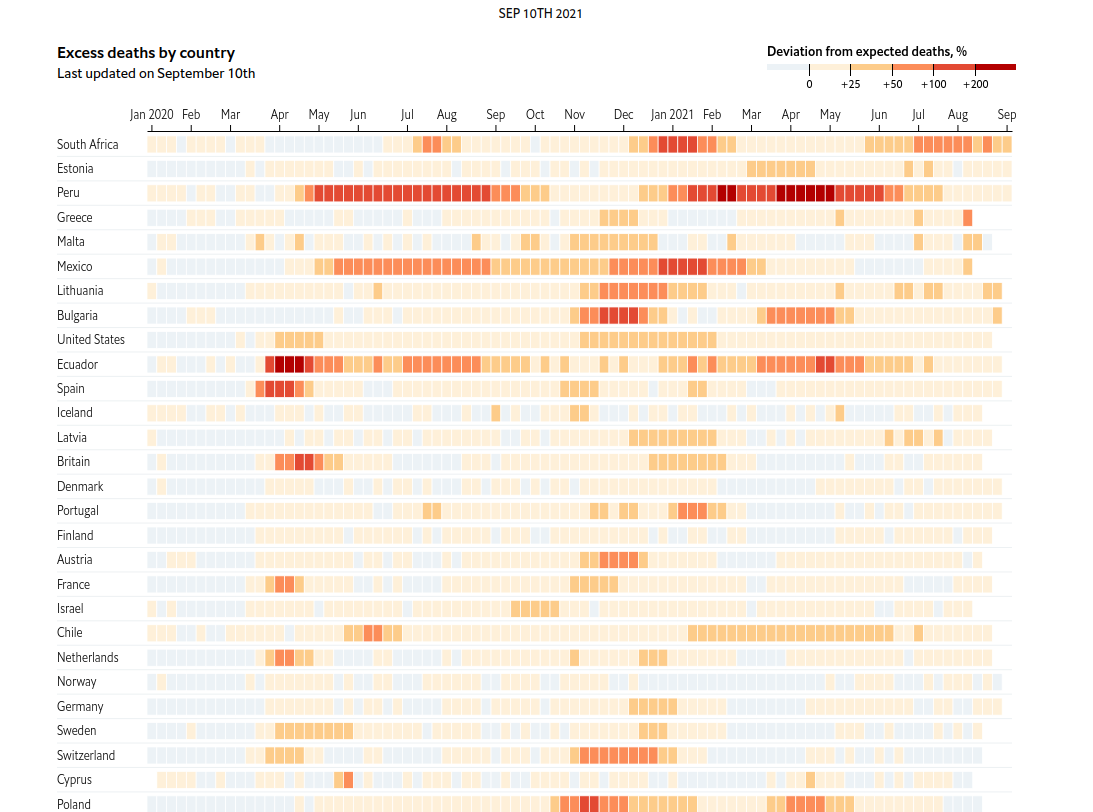 SEP 10TH 2021
Excess deaths by country
Last updated on September 10th
Deviation from expected deaths, %
0 +25 +50 +100 +200
Jan 2020 Feb Mar Apr May Jun Jul Aug Sep Oct Nov Dec Jan 2021 Feb Mar Apr May Jun Jul Aug Sep
South Africa
Estonia
Peru
Greece
Malta
Mexico
Lithuania
Bulgaria
United States
Ecuador
Spain
Iceland
Latvia
Britain
Denmark
Portugal
Finland
Austria
France
Israel
Chile
Netherlands
Norway
Germany
Sweden
Switzerland
Cyprus
Poland